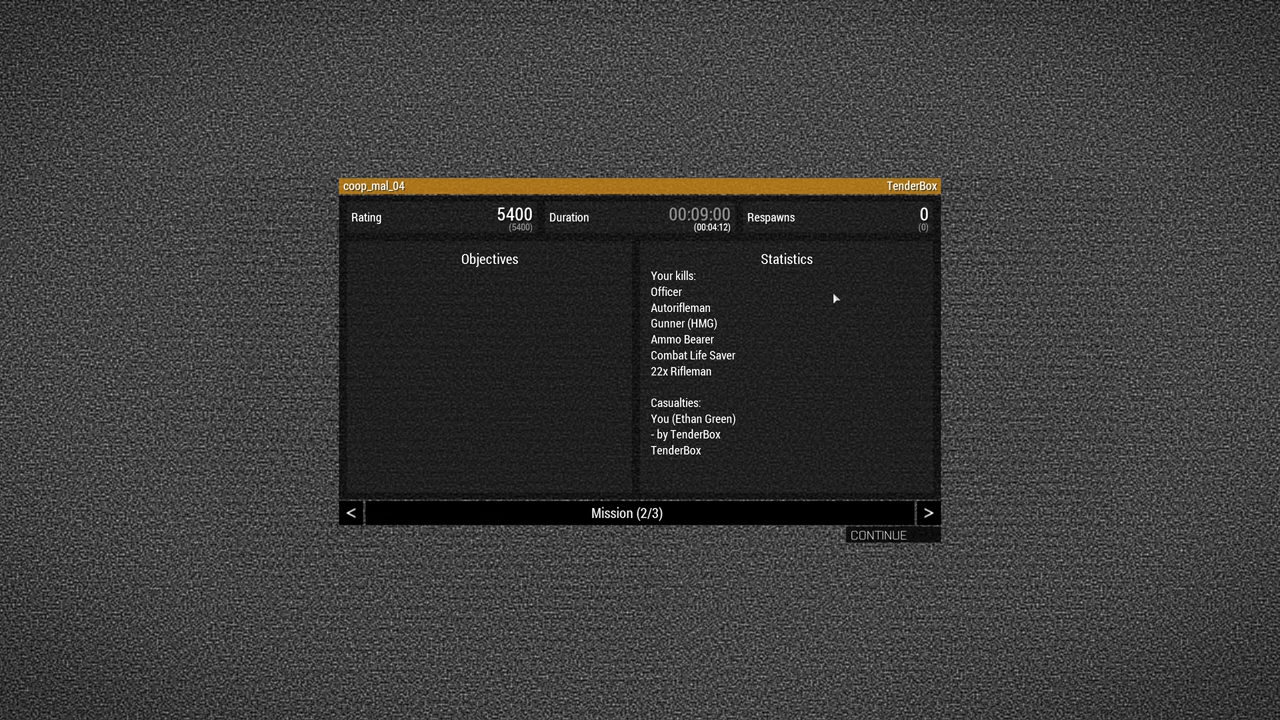 coop_mal_04 TenderBox
Rating 5400 Duration 00:09:00 Respawns 0
(5400) (00:04:12) (0)
Objectives Statistics
Your kills:
Officer
Autorifleman
Gunner (HMG)
Ammo Bearer
Combat Life Saver
22x Rifleman
Casualties:
You (Ethan Green)
- by TenderBox
TenderBox
< Mission (2/3) >
CONTINUE